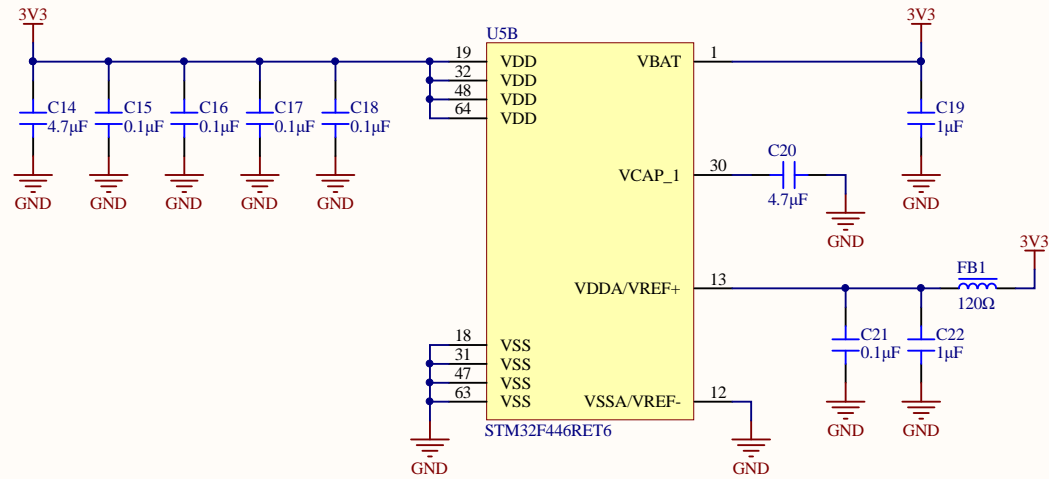 3V3
3V3
U5B
19 VDD
32 VDD
48 VDD
64 VDD
VBAT 1
C14
4.7µF
C15
0.1µF
C16
0.1µF
C17
0.1µF
C18
0.1µF
C19
1µF
GND
GND
GND
GND
GND
GND
VCAP_1 30
C20
4.7µF
GND
3V3
VDDA/VREF+ 13
FB1
120Ω
C21
0.1µF
C22
1µF
GND
GND
18 VSS
31 VSS
47 VSS
63 VSS
VSSA/VREF- 12
STM32F446RET6
GND
GND